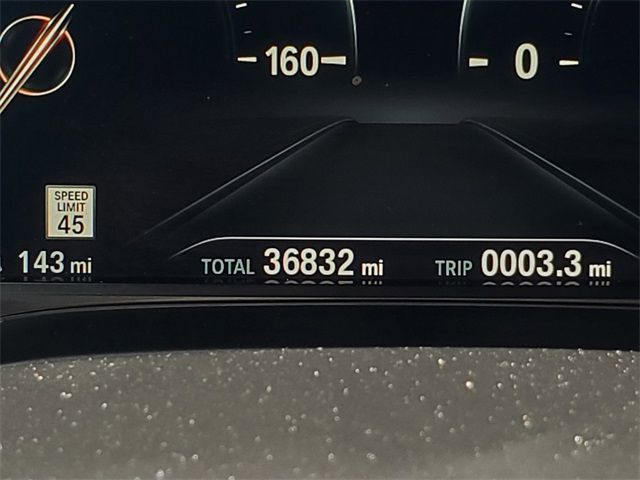 160
0
SPEED
LIMIT
45
143 mi
TOTAL 36832 mi
TRIP 0003.3 mi